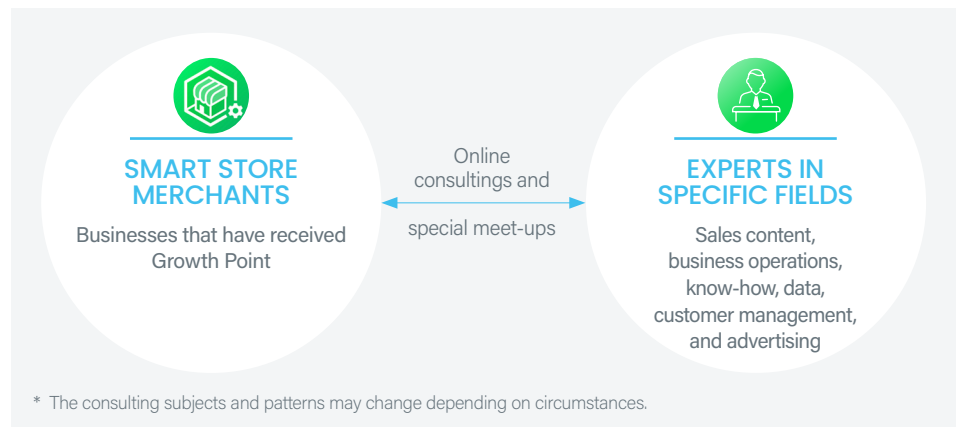 SMART STORE
MERCHANTS
Businesses that have received
Growth Point
Online
consultings and
special meet-ups
EXPERTS IN
SPECIFIC FIELDS
Sales content,
business operations,
know-how, data,
customer management,
and advertising
* The consulting subjects and patterns may change depending on circumstances.